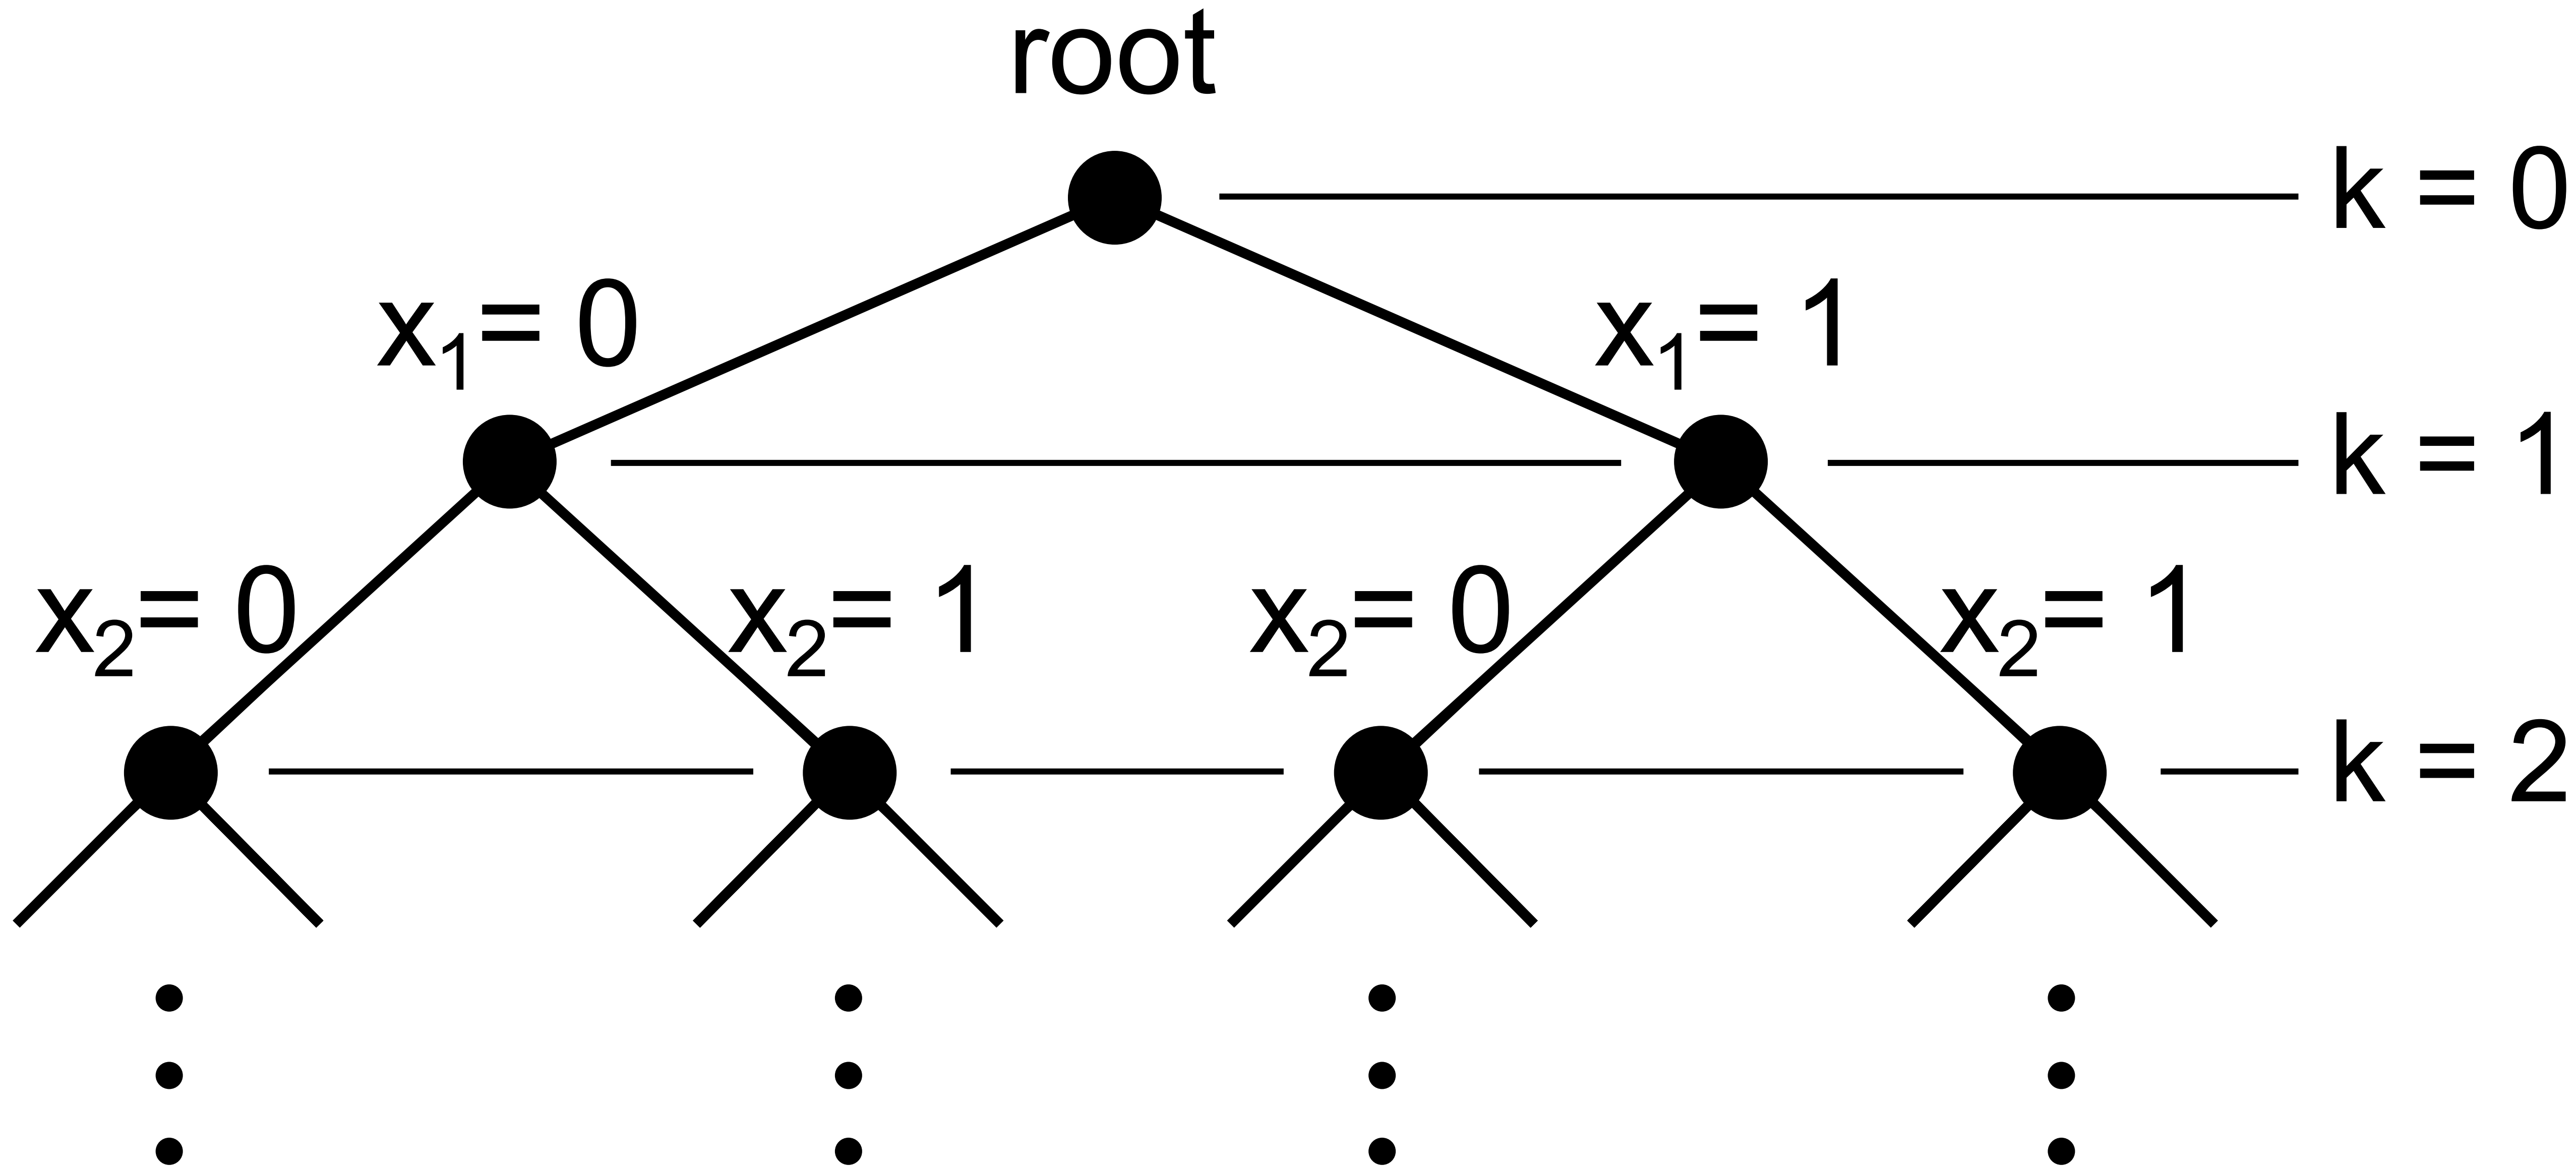 root
k = 0
x₁= 0 x₁= 1
k = 1
x₂= 0 x₂= 1 x₂= 0 x₂= 1
k = 2